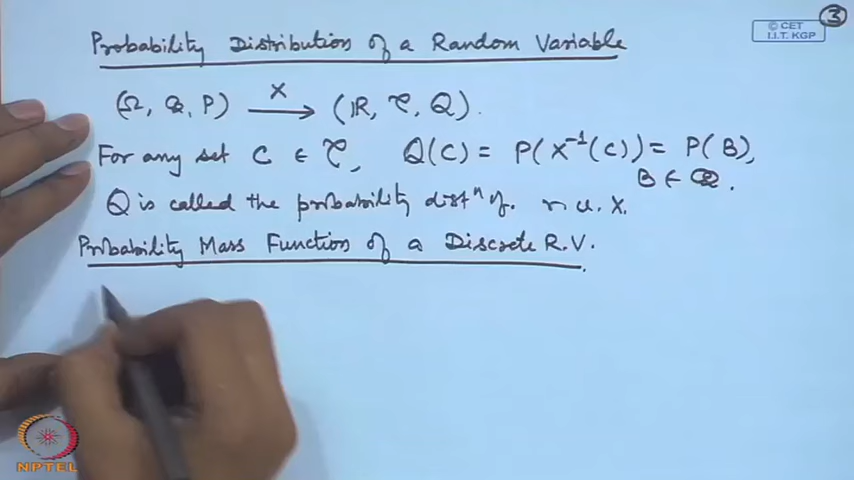 ③
© CET
I.I.T. KGP
Probability Distribution of a Random Variable
(Ω, 𝓑, P) —X→ (ℝ, 𝒞, Q).
For any set C ∈ 𝒞, Q(C) = P(X⁻¹(C)) = P(B),
B ∈ 𝓑.
Q is called the probability distⁿ of. r.u. X.
Probability Mass Function of a Discrete R.V.
NPTEL